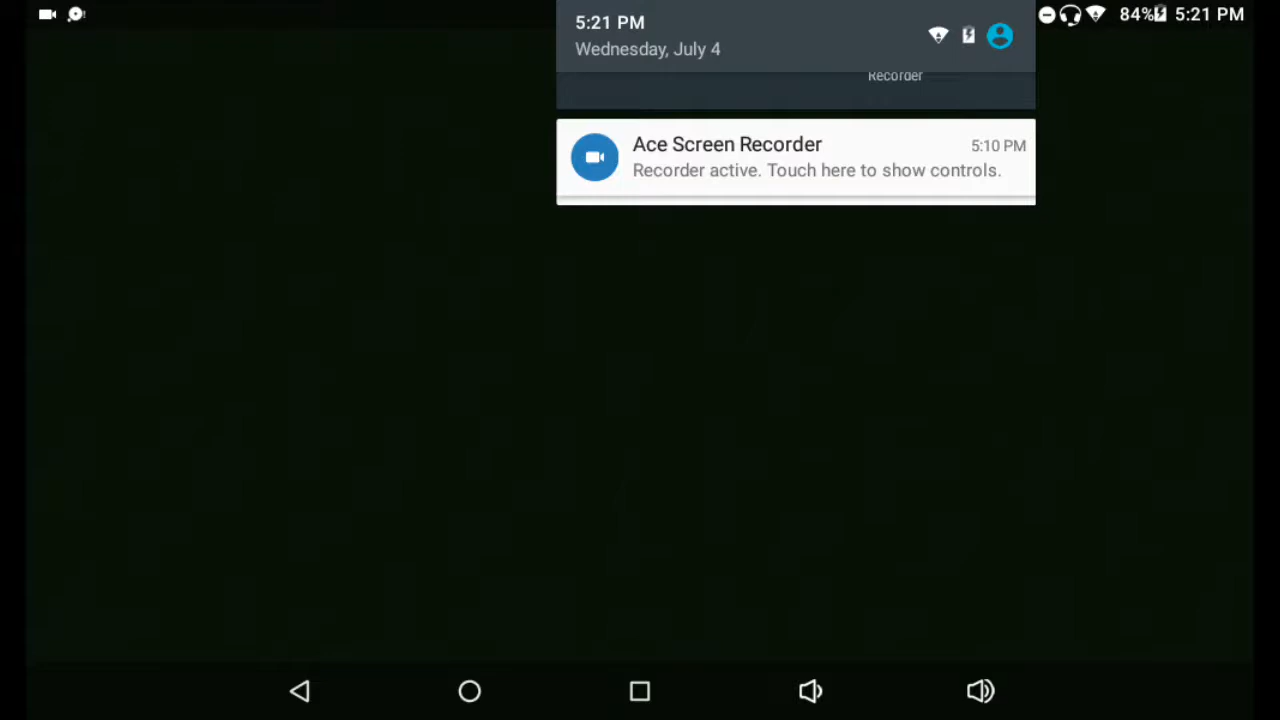 84% 5:21 PM
5:21 PM
Wednesday, July 4
Recorder
Ace Screen Recorder
5:10 PM
Recorder active. Touch here to show controls.